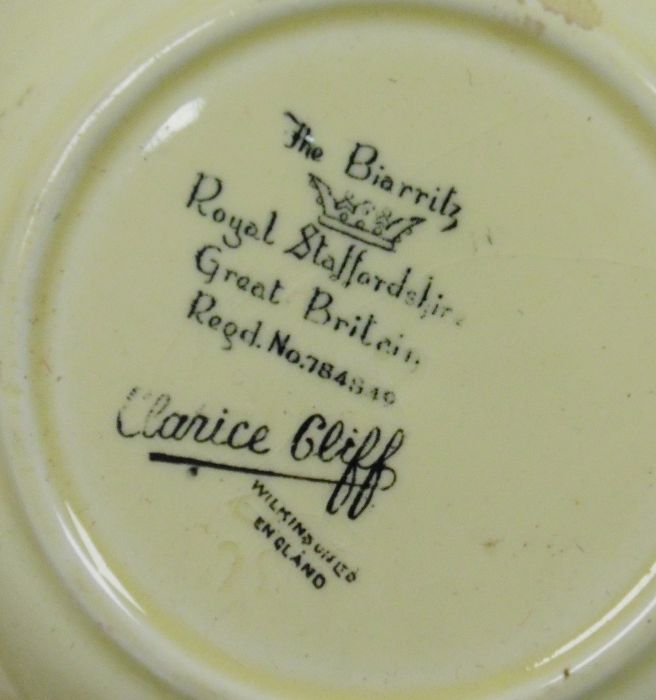 The Biarritz
Royal Staffordshire
Great Britain
Regd. No. 784849
Clarice Cliff
WILKINSON LTD
ENGLAND